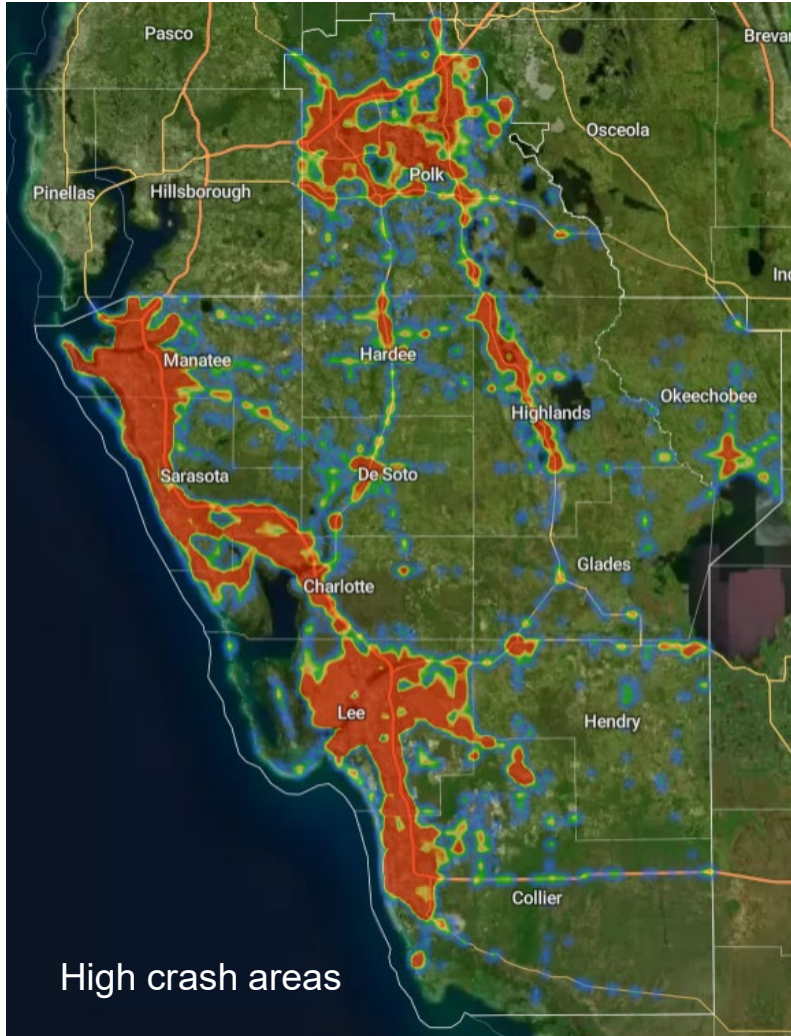 Pasco
Brevar
Osceola
Polk
Pinellas
Hillsborough
Ind
Manatee
Hardee
Okeechobee
Highlands
Sarasota
De Soto
Glades
Charlotte
Lee
Hendry
Collier
High crash areas